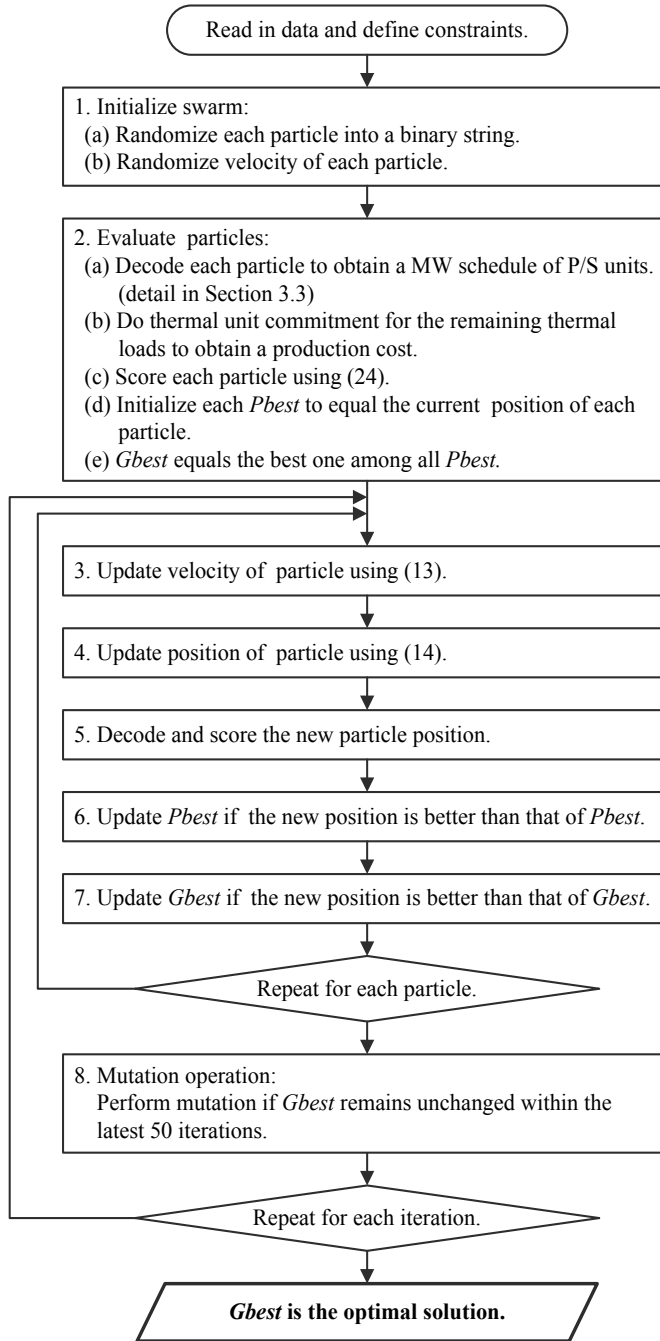 Read in data and define constraints.
1. Initialize swarm:
(a) Randomize each particle into a binary string.
(b) Randomize velocity of each particle.
2. Evaluate particles:
(a) Decode each particle to obtain a MW schedule of P/S units.
(detail in Section 3.3)
(b) Do thermal unit commitment for the remaining thermal
loads to obtain a production cost.
(c) Score each particle using (24).
(d) Initialize each Pbest to equal the current position of each
particle.
(e) Gbest equals the best one among all Pbest.
3. Update velocity of particle using (13).
4. Update position of particle using (14).
5. Decode and score the new particle position.
6. Update Pbest if the new position is better than that of Pbest.
7. Update Gbest if the new position is better than that of Gbest.
Repeat for each particle.
8. Mutation operation:
Perform mutation if Gbest remains unchanged within the
latest 50 iterations.
Repeat for each iteration.
Gbest is the optimal solution.